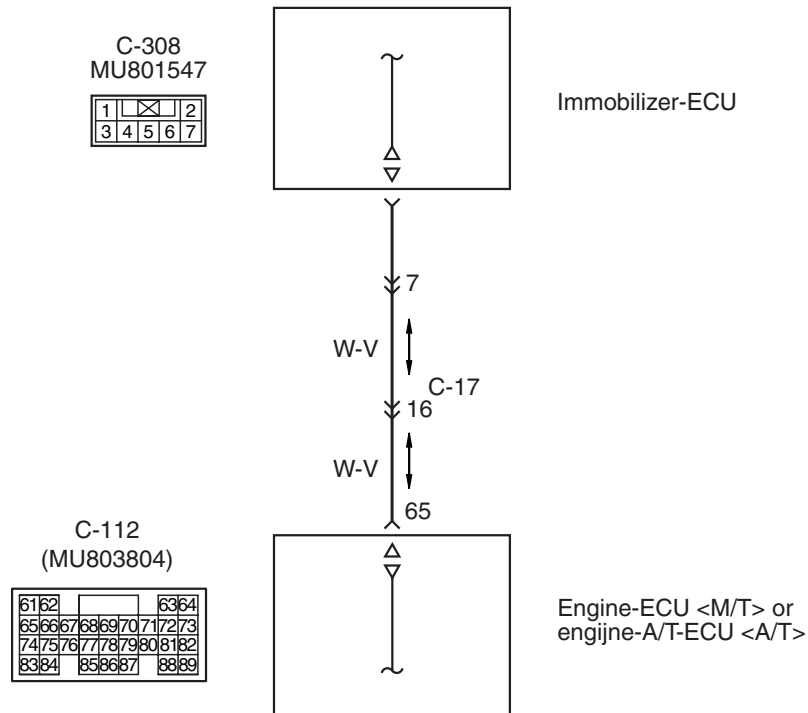 C-308
MU801547
1 2
3 4 5 6 7
Immobilizer-ECU
7
W-V
C-17
16
W-V
65
C-112
(MU803804)
61 62 63 64
65 66 67 68 69 70 71 72 73
74 75 76 77 78 79 80 81 82
83 84 85 86 87 88 89
Engine-ECU <M/T> or
engijne-A/T-ECU <A/T>